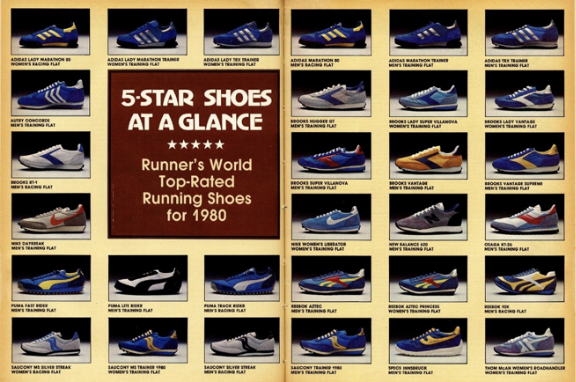 ADIDAS LADY MARATHON 80
WOMEN'S RACING FLAT
ADIDAS LADY MARATHON TRAINER
WOMEN'S TRAINING FLAT
ADIDAS LADY TRX TRAINER
WOMEN'S TRAINING FLAT
ADIDAS MARATHON 80
MEN'S RACING FLAT
ADIDAS MARATHON TRAINER
MEN'S TRAINING FLAT
ADIDAS TRX TRAINER
MEN'S TRAINING FLAT
5-STAR SHOES
AT A GLANCE
★★★★★
Runner's World
Top-Rated
Running Shoes
for 1980
AUTRY CONCORDE
MEN'S TRAINING FLAT
BROOKS HUGGER GT
MEN'S TRAINING FLAT
BROOKS LADY SUPER VILLANOVA
WOMEN'S TRAINING FLAT
BROOKS LADY VANTAGE
WOMEN'S TRAINING FLAT
BROOKS RT-1
MEN'S RACING FLAT
BROOKS SUPER VILLANOVA
MEN'S TRAINING FLAT
BROOKS VANTAGE
MEN'S TRAINING FLAT
BROOKS VANTAGE SUPREME
MEN'S TRAINING FLAT
NIKE DAYBREAK
MEN'S TRAINING FLAT
NIKE WOMEN'S LIBERATOR
WOMEN'S TRAINING FLAT
NEW BALANCE 620
MEN'S TRAINING FLAT
OSAGA
MEN'S TRAINING FLAT
PUMA FAST RIDER
MEN'S TRAINING FLAT
PUMA LITE RIDER
MEN'S TRAINING FLAT
PUMA TRACK RIDER
MEN'S TRAINING FLAT
REEBOK AZTEC
MEN'S TRAINING FLAT
REEBOK AZTEC PRINCESS
WOMEN'S TRAINING FLAT
REEBOK
MEN'S RACING FLAT
SAUCONY MS SILVER STREAK
WOMEN'S TRAINING FLAT
SAUCONY MS TRAINER 1980
WOMEN'S TRAINING FLAT
SAUCONY SILVER STREAK
MEN'S TRAINING FLAT
SAUCONY TRAINER 1980
MEN'S TRAINING FLAT
SPECS INNSBRUCK
MEN'S TRAINING FLAT
THOM McAN WOMEN'S ROADHANDLER
WOMEN'S TRAINING FLAT